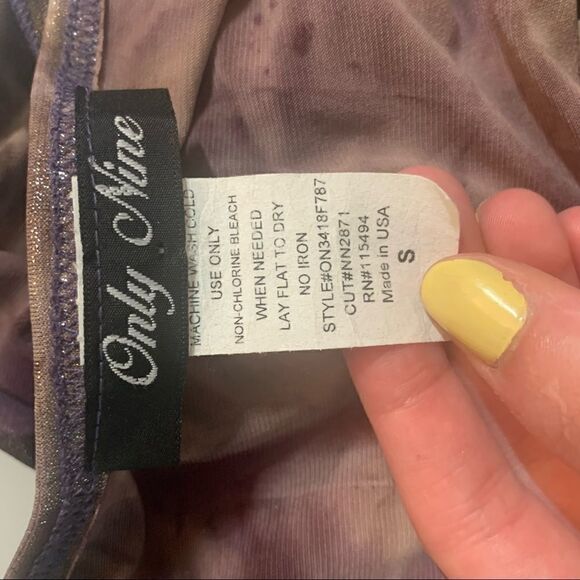 Only Nine
MACHINE WASH COLD
USE ONLY
NON-CHLORINE BLEACH
WHEN NEEDED
LAY FLAT TO DRY
NO IRON
STYLE#ON3418F787
CUT#NN2871
RN#115494
Made in USA
S